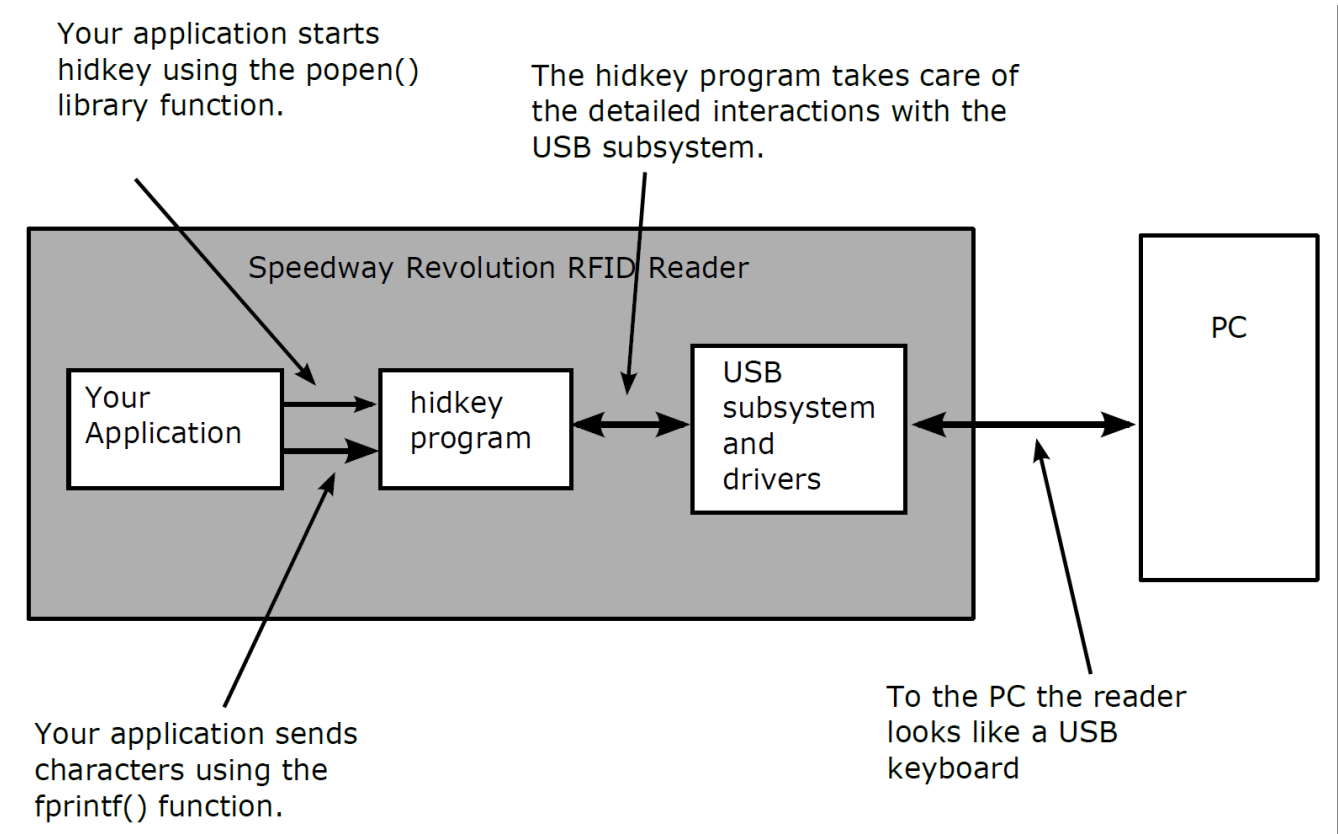 Your application starts
hidkey using the popen()
library function.
The hidkey program takes care of
the detailed interactions with the
USB subsystem.
Speedway Revolution RFID Reader
Your
Application
hidkey
program
USB
subsystem
and
drivers
PC
Your application sends
characters using the
fprintf() function.
To the PC the reader
looks like a USB
keyboard